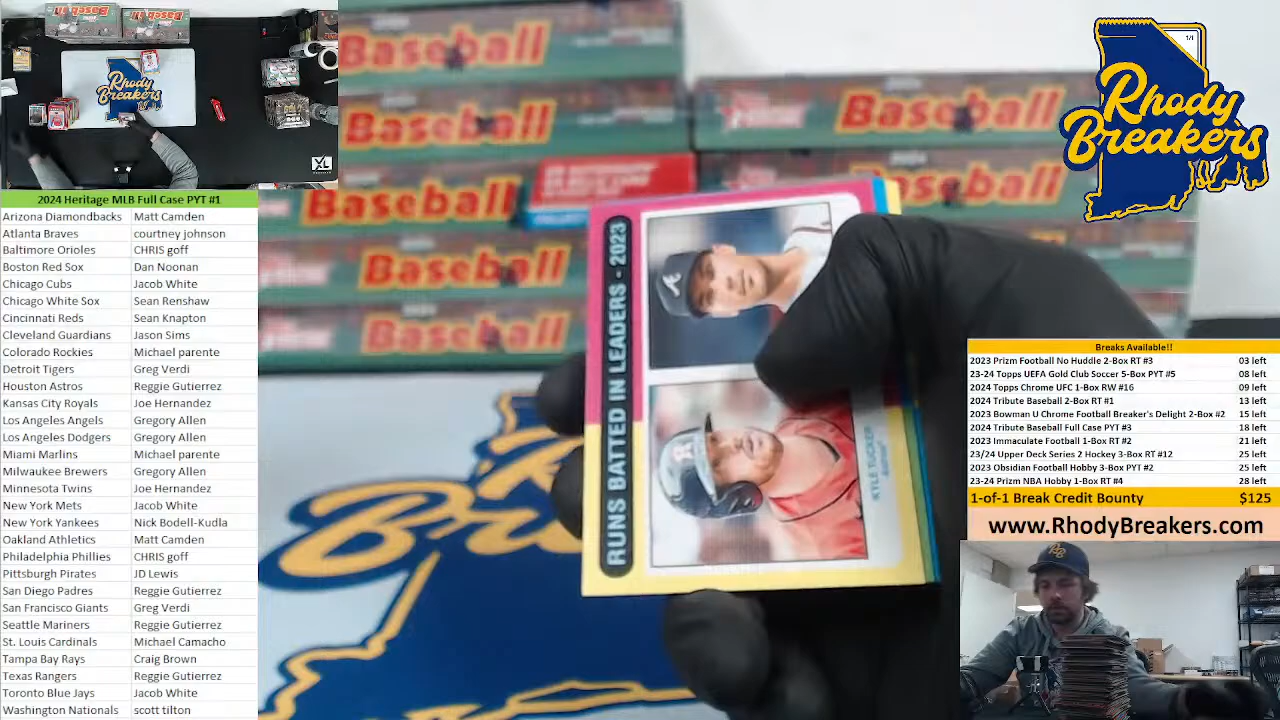 Rhody
Breakers
XL
2024 Heritage MLB Full Case PYT #1
Arizona Diamondbacks Matt Camden
Atlanta Braves courtney johnson
Baltimore Orioles CHRIS goff
Boston Red Sox Dan Noonan
Chicago Cubs Jacob White
Chicago White Sox Sean Renshaw
Cincinnati Reds Sean Knapton
Cleveland Guardians Jason Sims
Colorado Rockies Michael parente
Detroit Tigers Greg Verdi
Houston Astros Reggie Gutierrez
Kansas City Royals Joe Hernandez
Los Angeles Angels Gregory Allen
Los Angeles Dodgers Gregory Allen
Miami Marlins Michael parente
Milwaukee Brewers Gregory Allen
Minnesota Twins Joe Hernandez
New York Mets Jacob White
New York Yankees Nick Bodell-Kudla
Oakland Athletics Matt Camden
Philadelphia Phillies CHRIS goff
Pittsburgh Pirates JD Lewis
San Diego Padres Reggie Gutierrez
San Francisco Giants Greg Verdi
Seattle Mariners Reggie Gutierrez
St. Louis Cardinals Michael Camacho
Tampa Bay Rays Craig Brown
Texas Rangers Reggie Gutierrez
Toronto Blue Jays Jacob White
Washington Nationals scott tilton
Baseball
Baseball
Baseball
Baseball
Baseball
Baseball
Baseball
RUNS BATTED IN LEADERS · 2023
A
KYLE TUCKER
1/1
Rhody
Breakers
Breaks Available!!
2023 Prizm Football No Huddle 2-Box RT #3 03 left
23-24 Topps UEFA Gold Club Soccer 5-Box PYT #5 08 left
2024 Topps Chrome UFC 1-Box RW #16 09 left
2024 Tribute Baseball 2-Box RT #1 13 left
2023 Bowman U Chrome Football Breaker's Delight 2-Box #2 15 left
2024 Tribute Baseball Full Case PYT #3 18 left
2023 Immaculate Football 1-Box RT #2 21 left
23/24 Upper Deck Series 2 Hockey 3-Box RT #12 25 left
2023 Obsidian Football Hobby 3-Box PYT #2 25 left
23-24 Prizm NBA Hobby 1-Box RT #4 28 left
1-of-1 Break Credit Bounty $125
www.RhodyBreakers.com